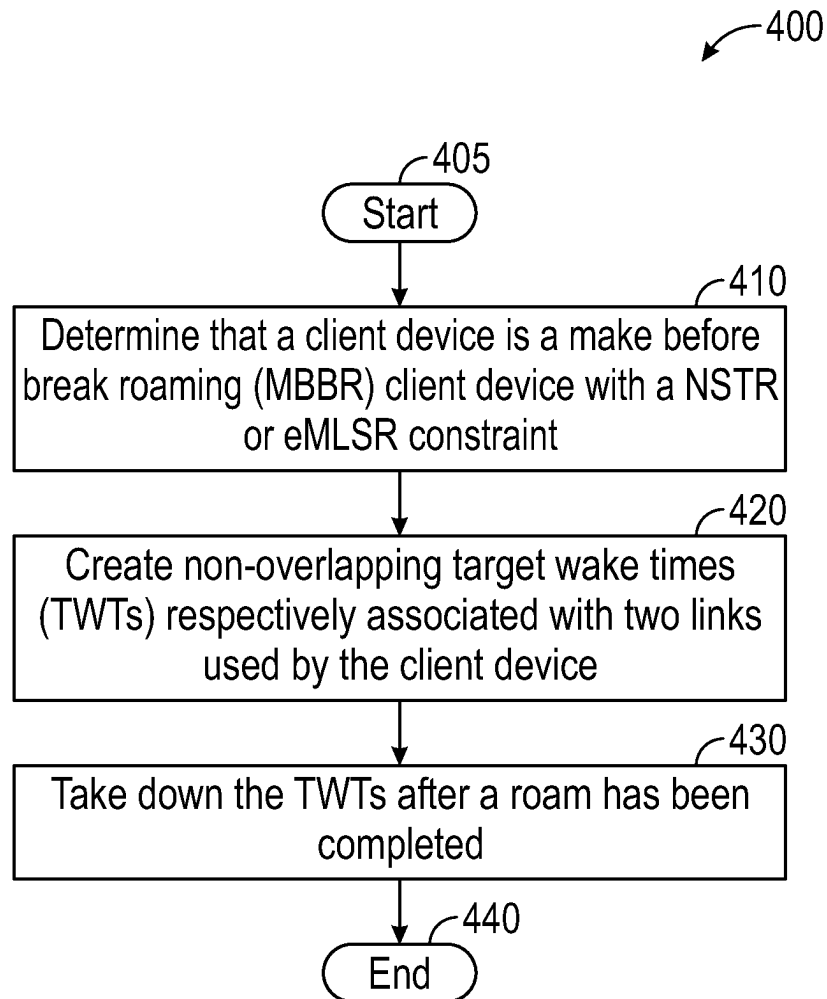 400
405
Start
410
Determine that a client device is a make before
break roaming (MBBR) client device with a NSTR
or eMLSR constraint
420
Create non-overlapping target wake times
(TWTs) respectively associated with two links
used by the client device
430
Take down the TWTs after a roam has been
completed
440
End